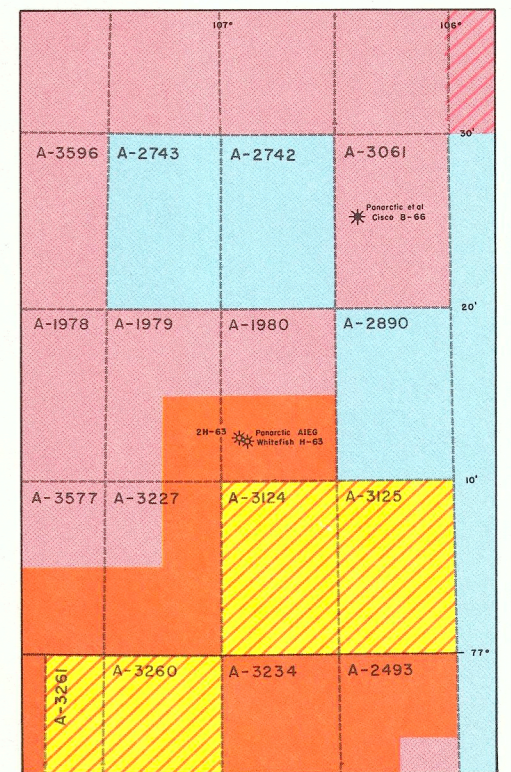 107°
106°
30'
A-3596
A-2743
A-2742
A-3061
Panarctic et al
Cisco B-66
20'
A-1978
A-1979
A-1980
A-2890
2H-63
Panarctic AIEG
Whitefish H-63
10'
A-3577
A-3227
A-3124
A-3125
77°
A-3261
A-3260
A-3234
A-2493